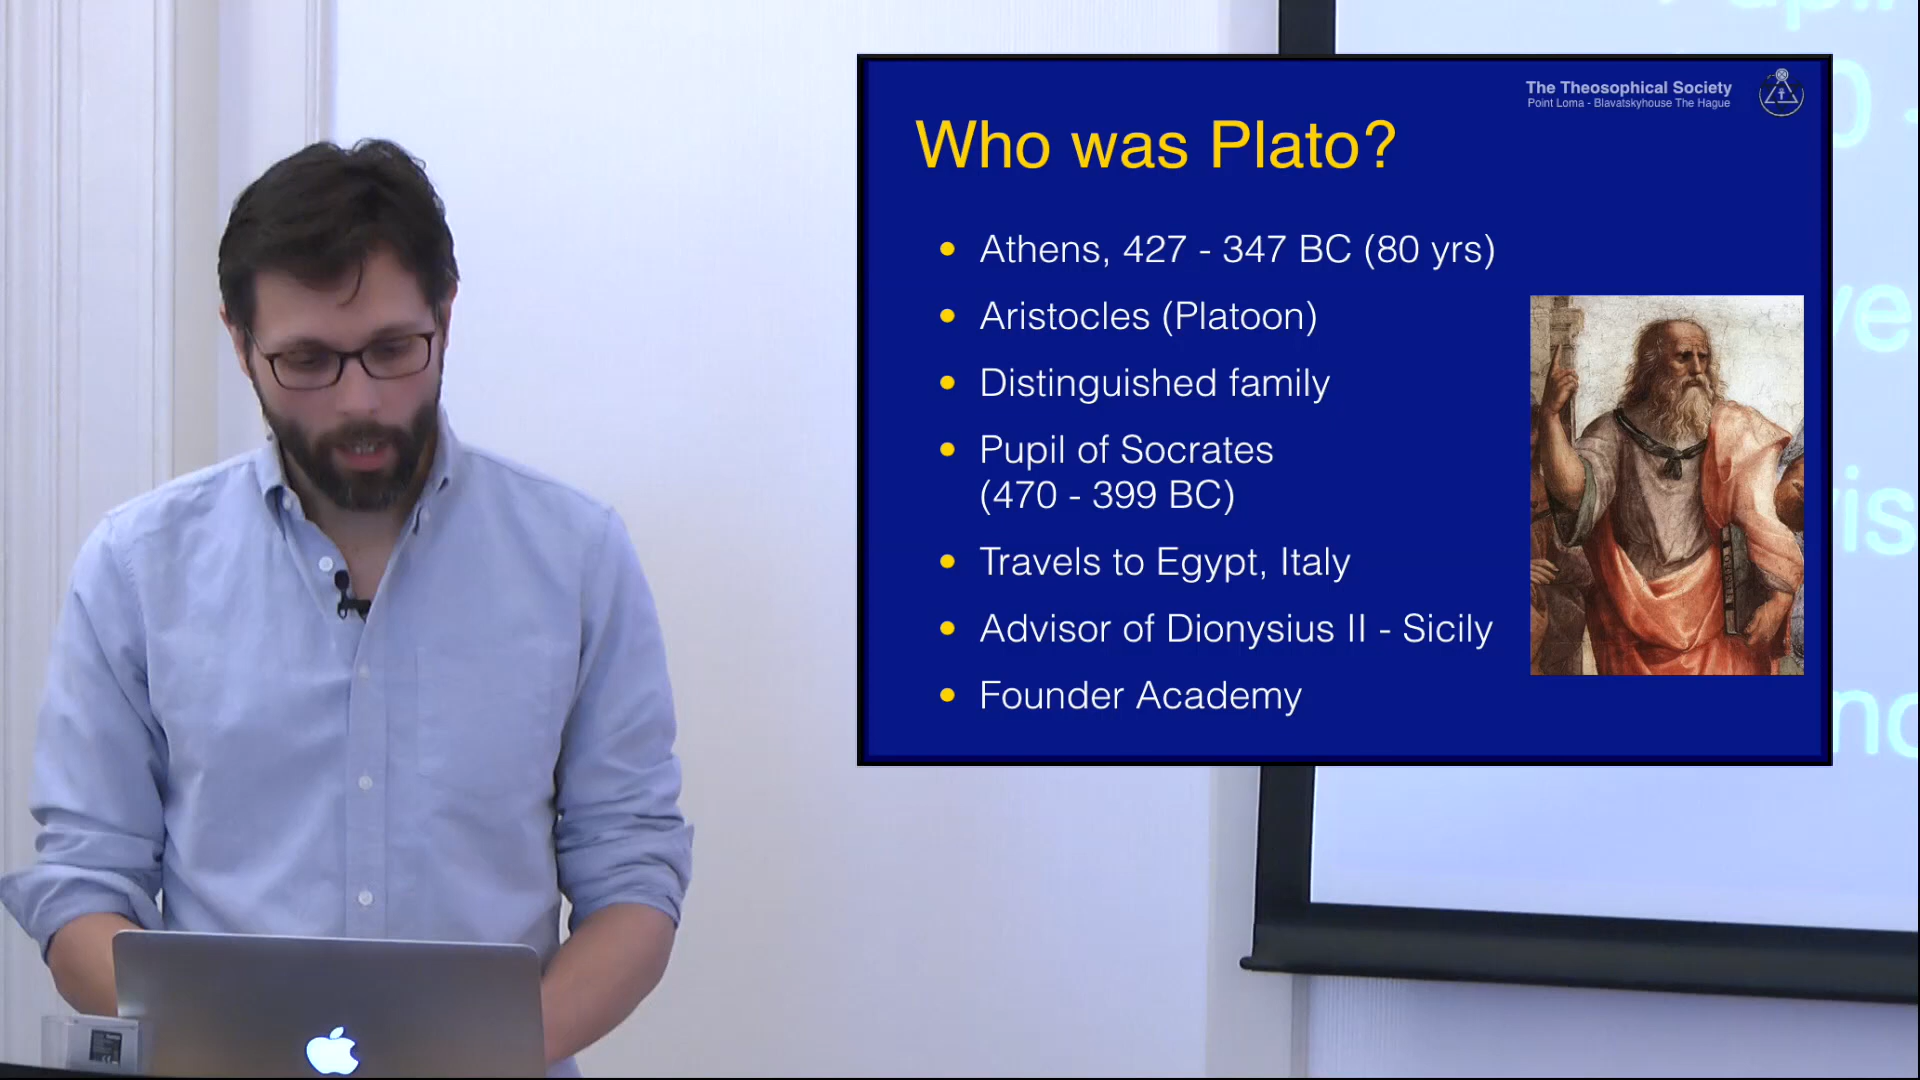 The Theosophical Society
Point Loma - Blavatskyhouse The Hague
Who was Plato?
Athens, 427 - 347 BC (80 yrs)
Aristocles (Platoon)
Distinguished family
Pupil of Socrates
(470 - 399 BC)
Travels to Egypt, Italy
Advisor of Dionysius II - Sicily
Founder Academy